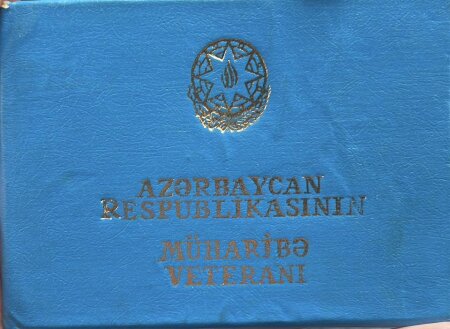 AZƏRBAYCAN
RESPUBLİKASININ
MÜHARİBƏ
VETERANI